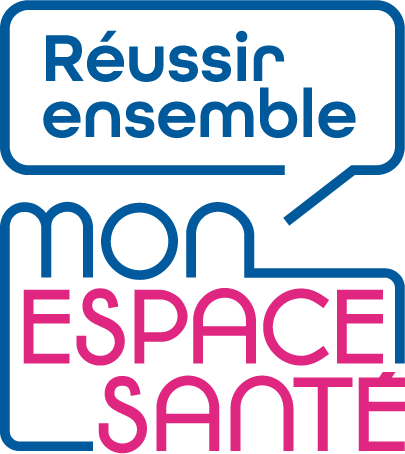 Réussir
ensemble
mon
ESPACE
SANTÉ